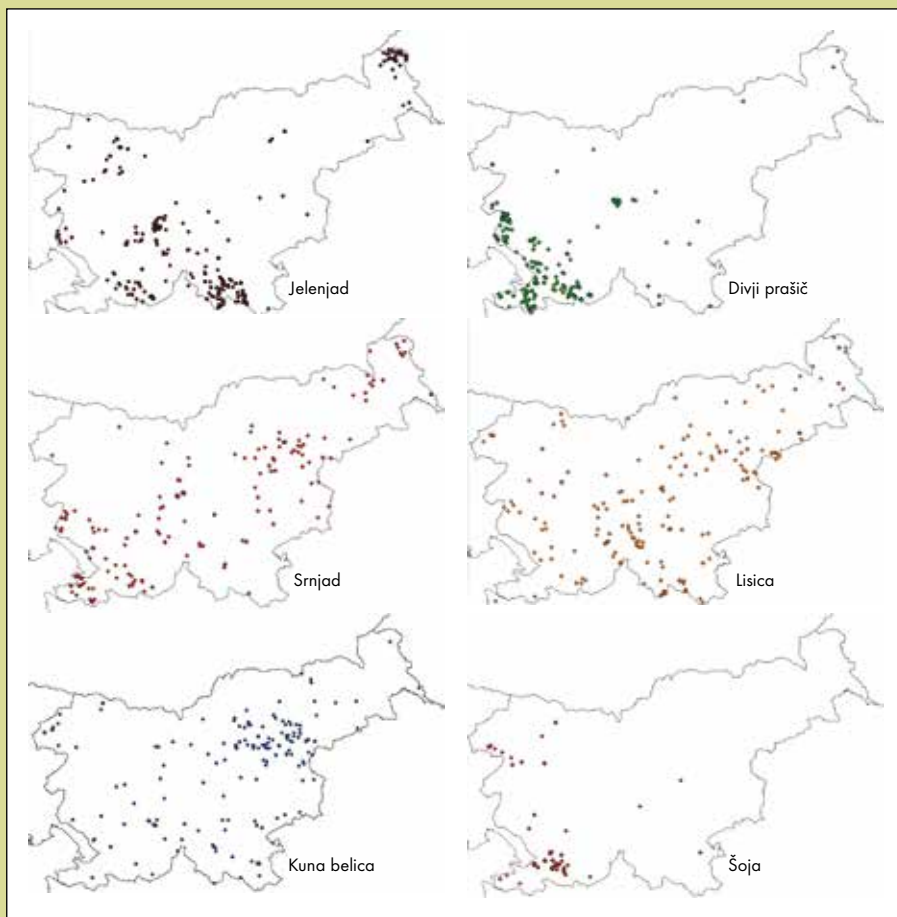 Jelenjad
Divji prašič
Srnjad
Lisica
Kuna belica
Šoja